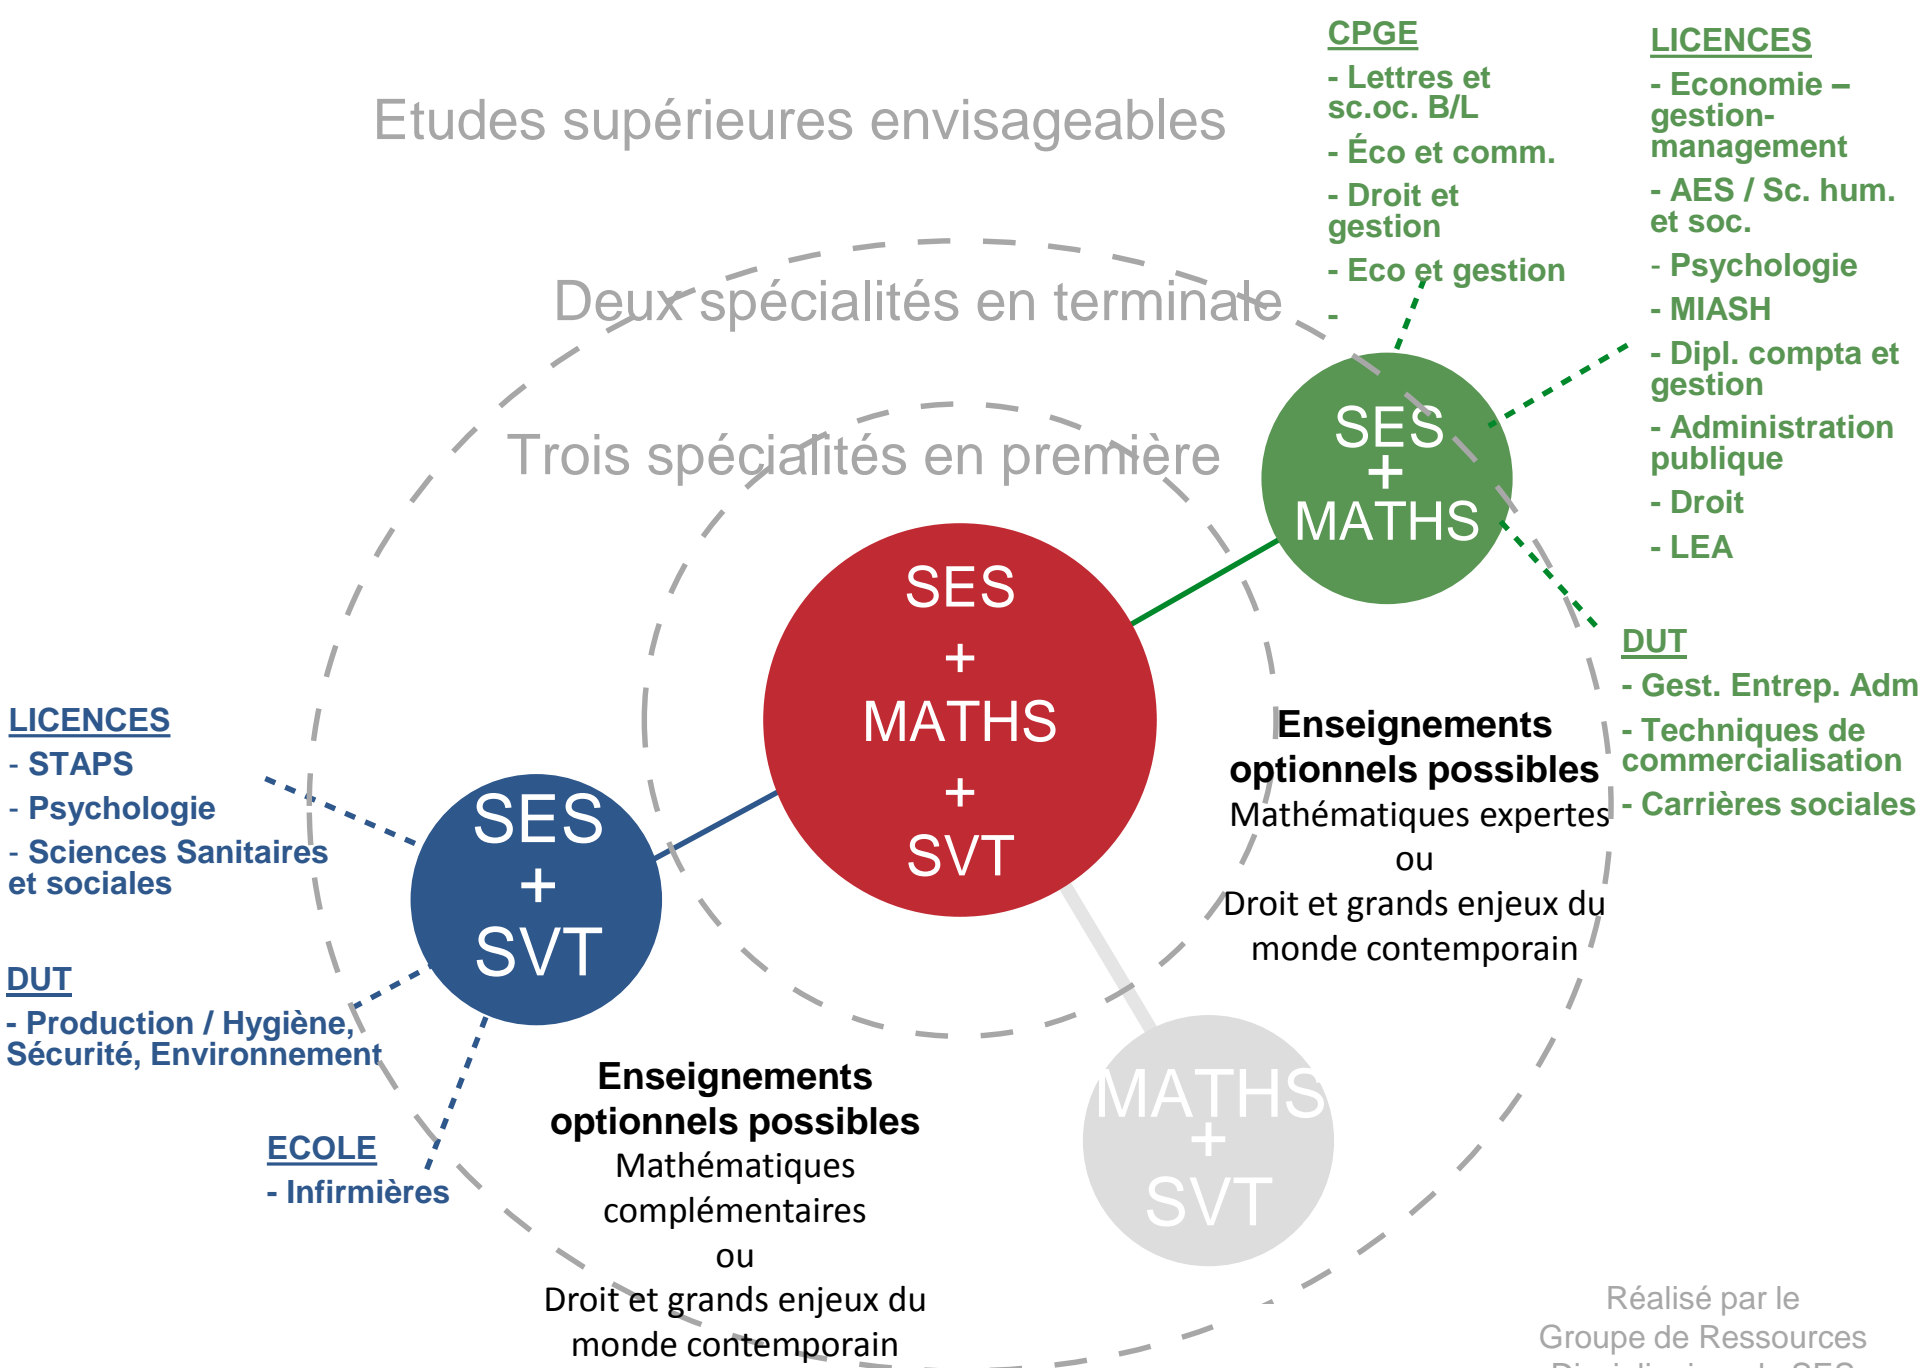 Etudes supérieures envisageables
Deux spécialités en terminale
Trois spécialités en première
CPGE
- Lettres et
sc.oc. B/L
- Éco et comm.
- Droit et
gestion
- Eco et gestion
-
LICENCES
- Economie –
gestion-
management
- AES / Sc. hum.
et soc.
- Psychologie
- MIASH
- Dipl. compta et
gestion
- Administration
publique
- Droit
- LEA
SES
+
MATHS
DUT
- Gest. Entrep. Adm
- Techniques de
commercialisation
- Carrières sociales
SES
+
MATHS
+
SVT
Enseignements
optionnels possibles
Mathématiques expertes
ou
Droit et grands enjeux du
monde contemporain
LICENCES
- STAPS
- Psychologie
- Sciences Sanitaires
et sociales
SES
+
SVT
DUT
- Production / Hygiène,
Sécurité, Environnement
ECOLE
- Infirmières
Enseignements
optionnels possibles
Mathématiques
complémentaires
ou
Droit et grands enjeux du
monde contemporain
MATHS
+
SVT
Réalisé par le
Groupe de Ressources
Disciplinaires de SES